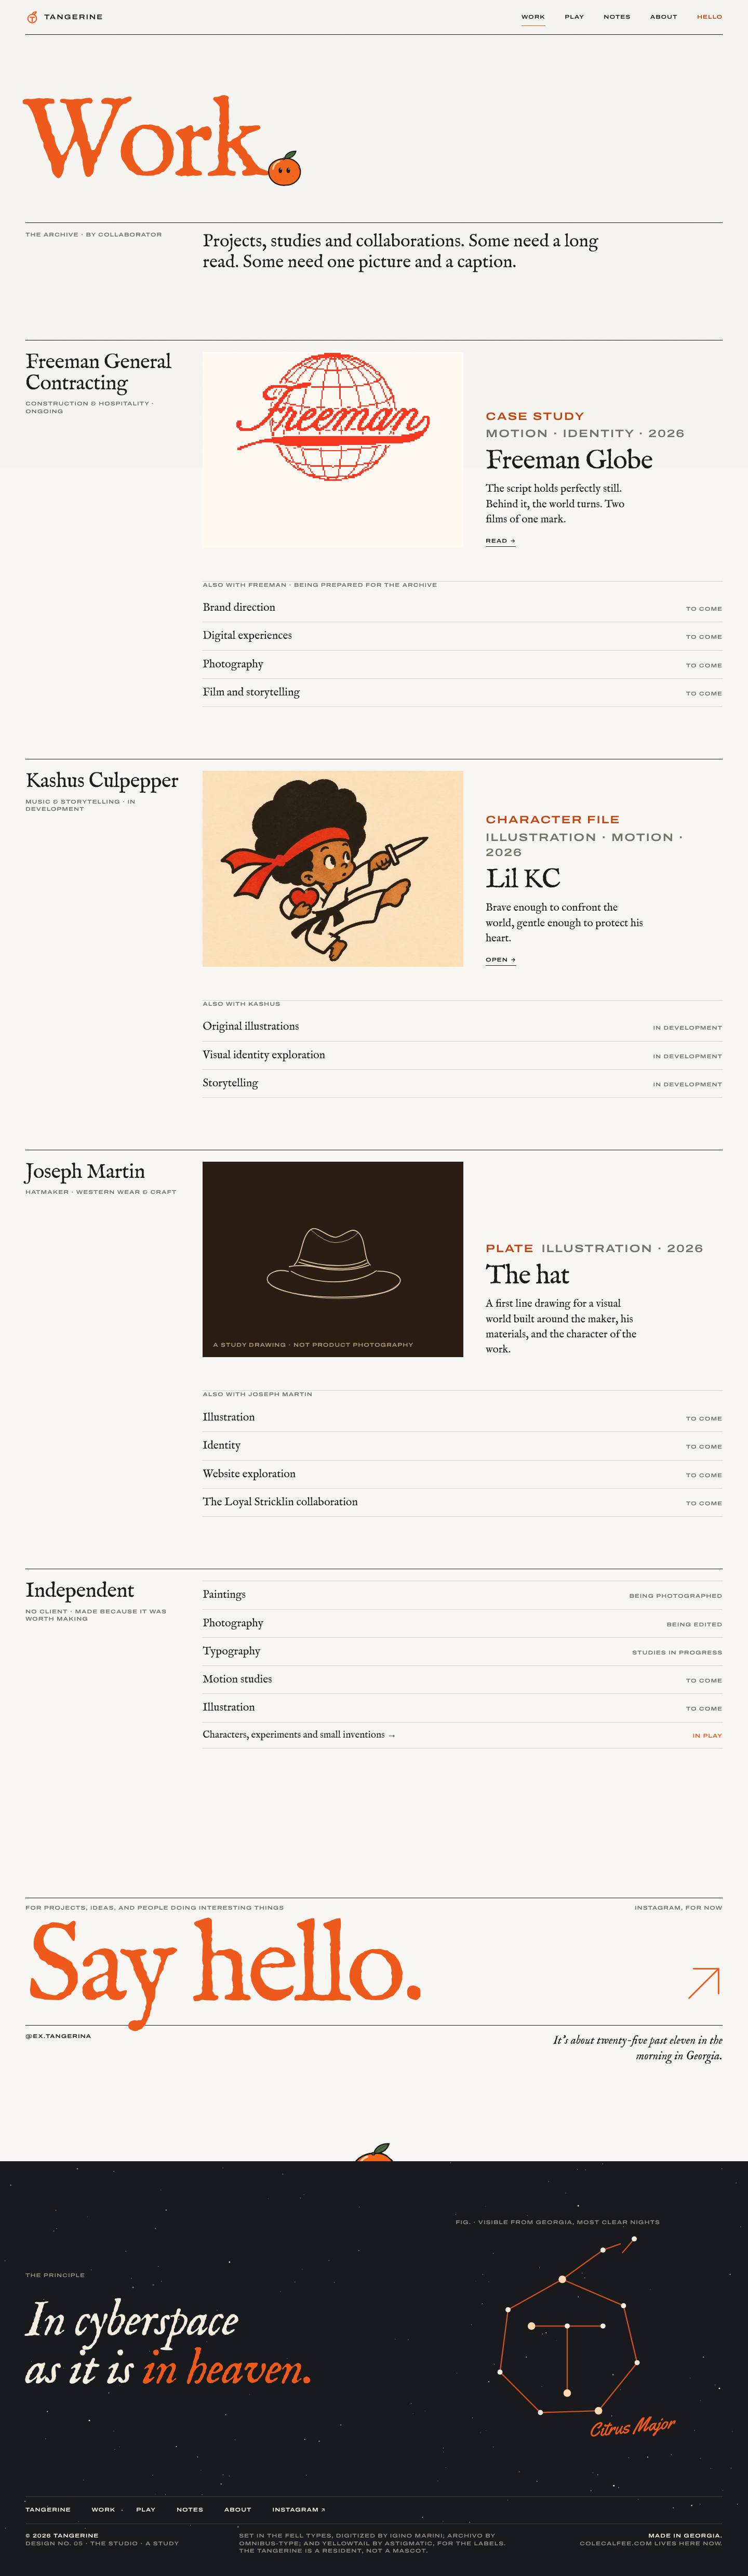 TANGERINE
WORK PLAY NOTES ABOUT HELLO
Work.
THE ARCHIVE · BY COLLABORATOR
Projects, studies and collaborations. Some need a long
read. Some need one picture and a caption.
Freeman General
Contracting
CONSTRUCTION & HOSPITALITY ·
ONGOING
Freeman
CASE STUDY
MOTION · IDENTITY · 2026
Freeman Globe
The script holds perfectly still.
Behind it, the world turns. Two
films of one mark.
READ →
ALSO WITH FREEMAN · BEING PREPARED FOR THE ARCHIVE
Brand direction TO COME
Digital experiences TO COME
Photography TO COME
Film and storytelling TO COME
Kashus Culpepper
MUSIC & STORYTELLING · IN
DEVELOPMENT
CHARACTER FILE
ILLUSTRATION · MOTION ·
2026
Lil KC
Brave enough to confront the
world, gentle enough to protect his
heart.
OPEN →
ALSO WITH KASHUS
Original illustrations IN DEVELOPMENT
Visual identity exploration IN DEVELOPMENT
Storytelling IN DEVELOPMENT
Joseph Martin
HATMAKER · WESTERN WEAR & CRAFT
A STUDY DRAWING · NOT PRODUCT PHOTOGRAPHY
PLATE ILLUSTRATION · 2026
The hat
A first line drawing for a visual
world built around the maker, his
materials, and the character of the
work.
ALSO WITH JOSEPH MARTIN
Illustration TO COME
Identity TO COME
Website exploration TO COME
The Loyal Stricklin collaboration TO COME
Independent
NO CLIENT · MADE BECAUSE IT WAS
WORTH MAKING
Paintings BEING PHOTOGRAPHED
Photography BEING EDITED
Typography STUDIES IN PROGRESS
Motion studies TO COME
Illustration TO COME
Characters, experiments and small inventions → IN PLAY
FOR PROJECTS, IDEAS, AND PEOPLE DOING INTERESTING THINGS
INSTAGRAM, FOR NOW
Say hello.
@EX.TANGERINA
It's about twenty-five past eleven in the
morning in Georgia.
FIG. · VISIBLE FROM GEORGIA, MOST CLEAR NIGHTS
THE PRINCIPLE
In cyberspace
as it is in heaven.
Citrus Major
TANGERINE WORK · PLAY NOTES ABOUT INSTAGRAM ↗
© 2026 TANGERINE
DESIGN NO. 05 · THE STUDIO · A STUDY
SET IN THE FELL TYPES, DIGITIZED BY IGINO MARINI; ARCHIVO BY
OMNIBUS-TYPE; AND YELLOWTAIL BY ASTIGMATIC, FOR THE LABELS.
THE TANGERINE IS A RESIDENT, NOT A MASCOT.
MADE IN GEORGIA.
COLECALFEE.COM LIVES HERE NOW.